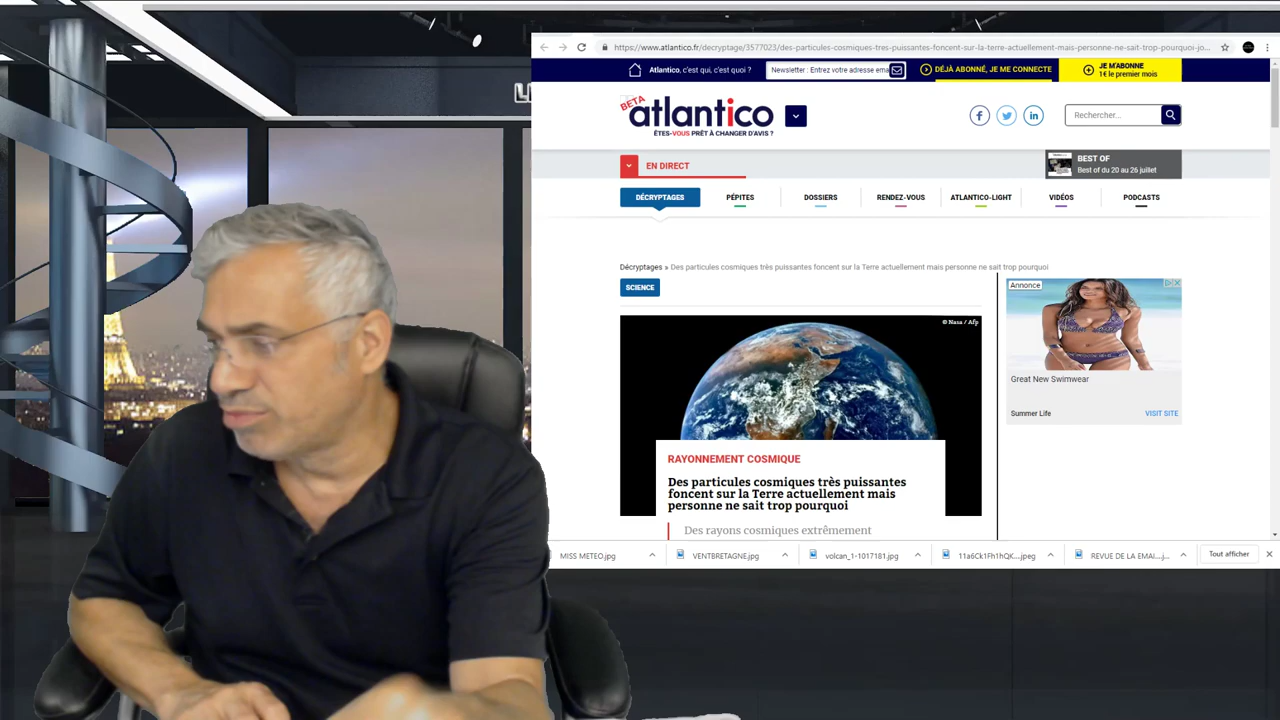 LI
https://www.atlantico.fr/decryptage/3577023/des-particules-cosmiques-tres-puissantes-foncent-sur-la-terre-actuellement-mais-personne-ne-sait-trop-pourquoi-jo...
Atlantico, c'est qui, c'est quoi ?
Newsletter : Entrez votre adresse ema
DÉJÀ ABONNÉ, JE ME CONNECTE
JE M'ABONNE
1€ le premier mois
BETA
atlantico
ÊTES-VOUS PRÊT À CHANGER D'AVIS ?
Rechercher...
EN DIRECT
BEST OF
Best of du 20 au 26 juillet
DÉCRYPTAGES
PÉPITES
DOSSIERS
RENDEZ-VOUS
ATLANTICO-LIGHT
VIDÉOS
PODCASTS
Décryptages » Des particules cosmiques très puissantes foncent sur la Terre actuellement mais personne ne sait trop pourquoi
SCIENCE
© Nasa / Afp
Annonce
Great New Swimwear
Summer Life
VISIT SITE
RAYONNEMENT COSMIQUE
Des particules cosmiques très puissantes
foncent sur la Terre actuellement mais
personne ne sait trop pourquoi
Des rayons cosmiques extrêmement
MISS METEO.jpg
VENTBRETAGNE.jpg
volcan_1-1017181.jpg
11a6Ck1Fh1hQK....jpeg
REVUE DE LA EMAI....j...
Tout afficher